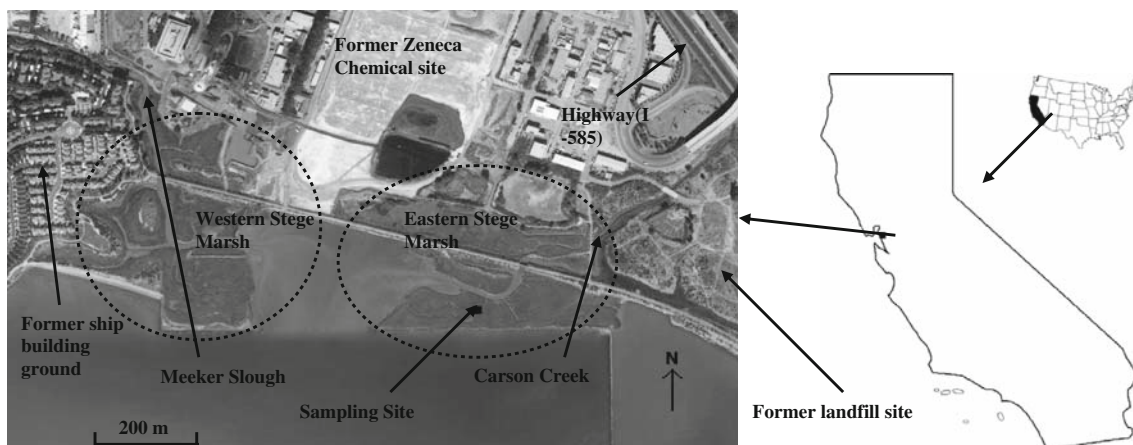 Former Zeneca
Chemical site
Highway(I
-585)
Western Stege
Marsh
Eastern Stege
Marsh
Former ship
building
ground
Meeker Slough
Sampling Site
Carson Creek
N
Former landfill site
200 m